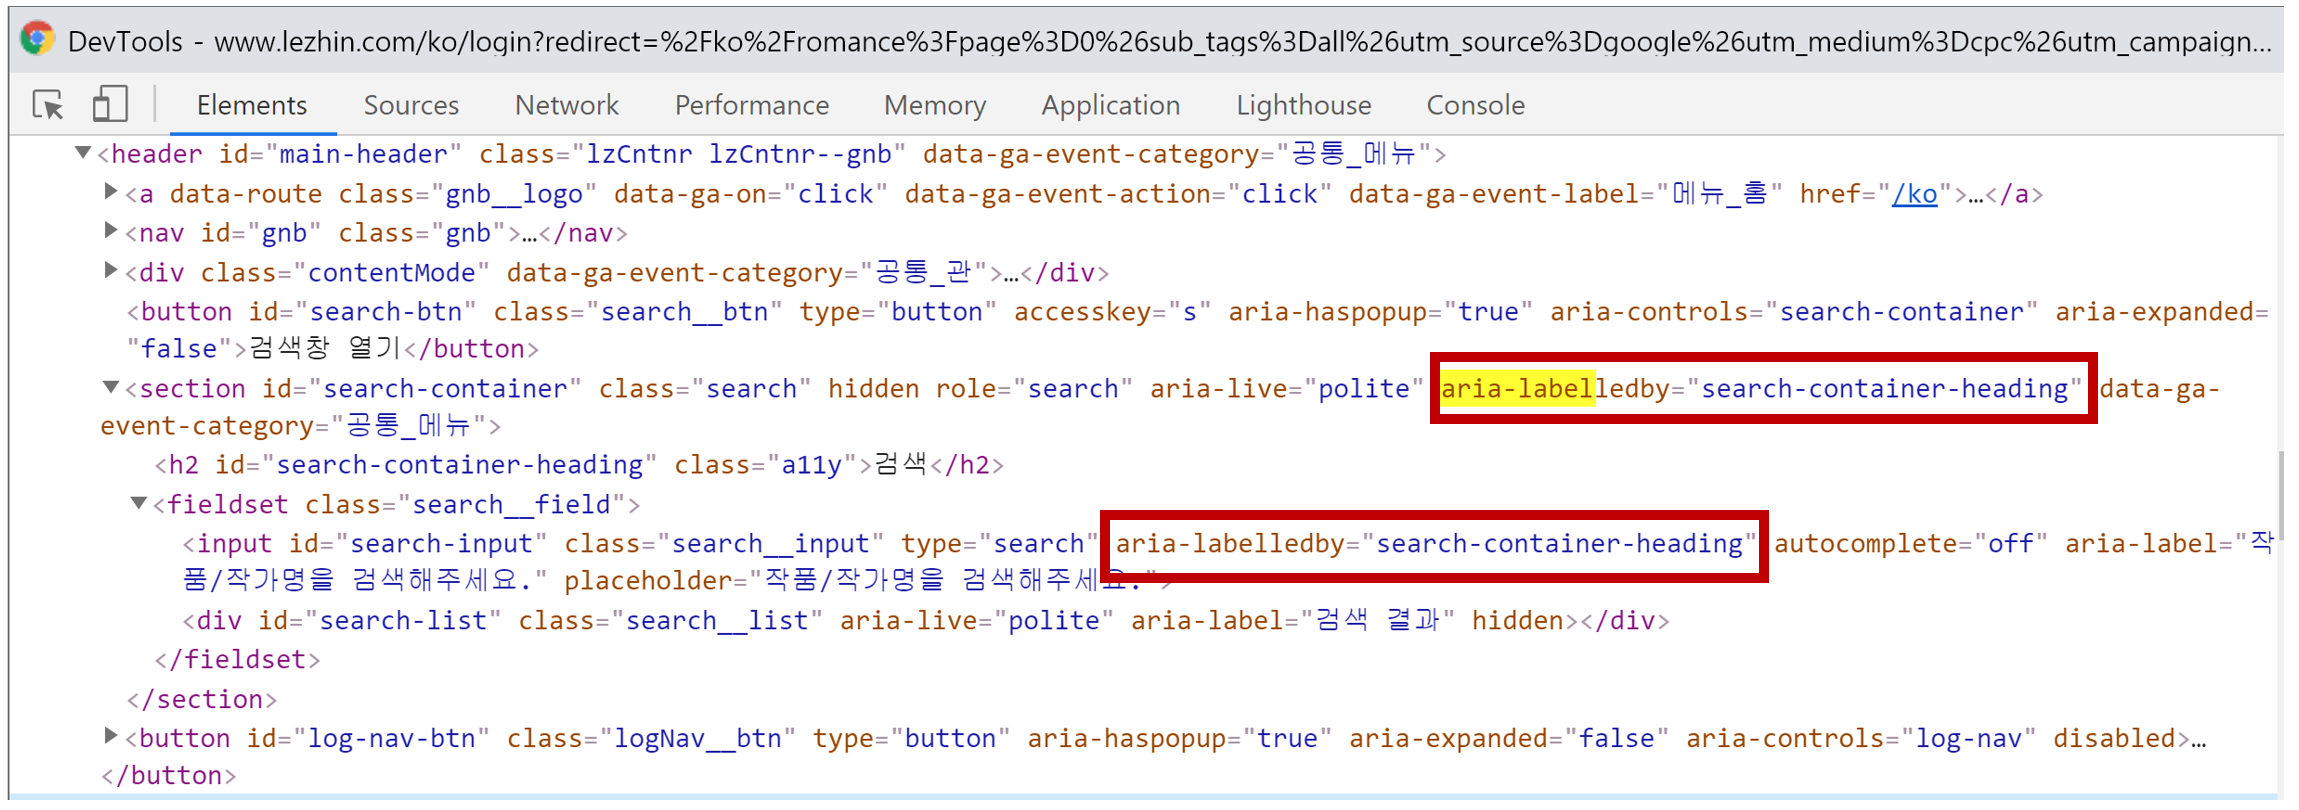 DevTools - www.lezhin.com/ko/login?redirect=%2Fko%2Fromance%3Fpage%3D0%26sub_tags%3Dall%26utm_source%3Dgoogle%26utm_medium%3Dcpc%26utm_campaign...
Elements Sources Network Performance Memory Application Lighthouse Console
▼<header id="main-header" class="lzCntnr lzCntnr--gnb" data-ga-event-category="공통_메뉴">
▶<a data-route class="gnb__logo" data-ga-on="click" data-ga-event-action="click" data-ga-event-label="메뉴_홈" href="/ko">…</a>
▶<nav id="gnb" class="gnb">…</nav>
▶<div class="contentMode" data-ga-event-category="공통_관">…</div>
<button id="search-btn" class="search__btn" type="button" accesskey="s" aria-haspopup="true" aria-controls="search-container" aria-expanded=
"false">검색창 열기</button>
▼<section id="search-container" class="search" hidden role="search" aria-live="polite" aria-labelledby="search-container-heading" data-ga-
event-category="공통_메뉴">
<h2 id="search-container-heading" class="a11y">검색</h2>
▼<fieldset class="search__field">
<input id="search-input" class="search__input" type="search" aria-labelledby="search-container-heading" autocomplete="off" aria-label="작
품/작가명을 검색해주세요." placeholder="작품/작가명을 검색해주세요.">
<div id="search-list" class="search__list" aria-live="polite" aria-label="검색 결과" hidden></div>
</fieldset>
</section>
▶<button id="log-nav-btn" class="logNav__btn" type="button" aria-haspopup="true" aria-expanded="false" aria-controls="log-nav" disabled>…
</button>